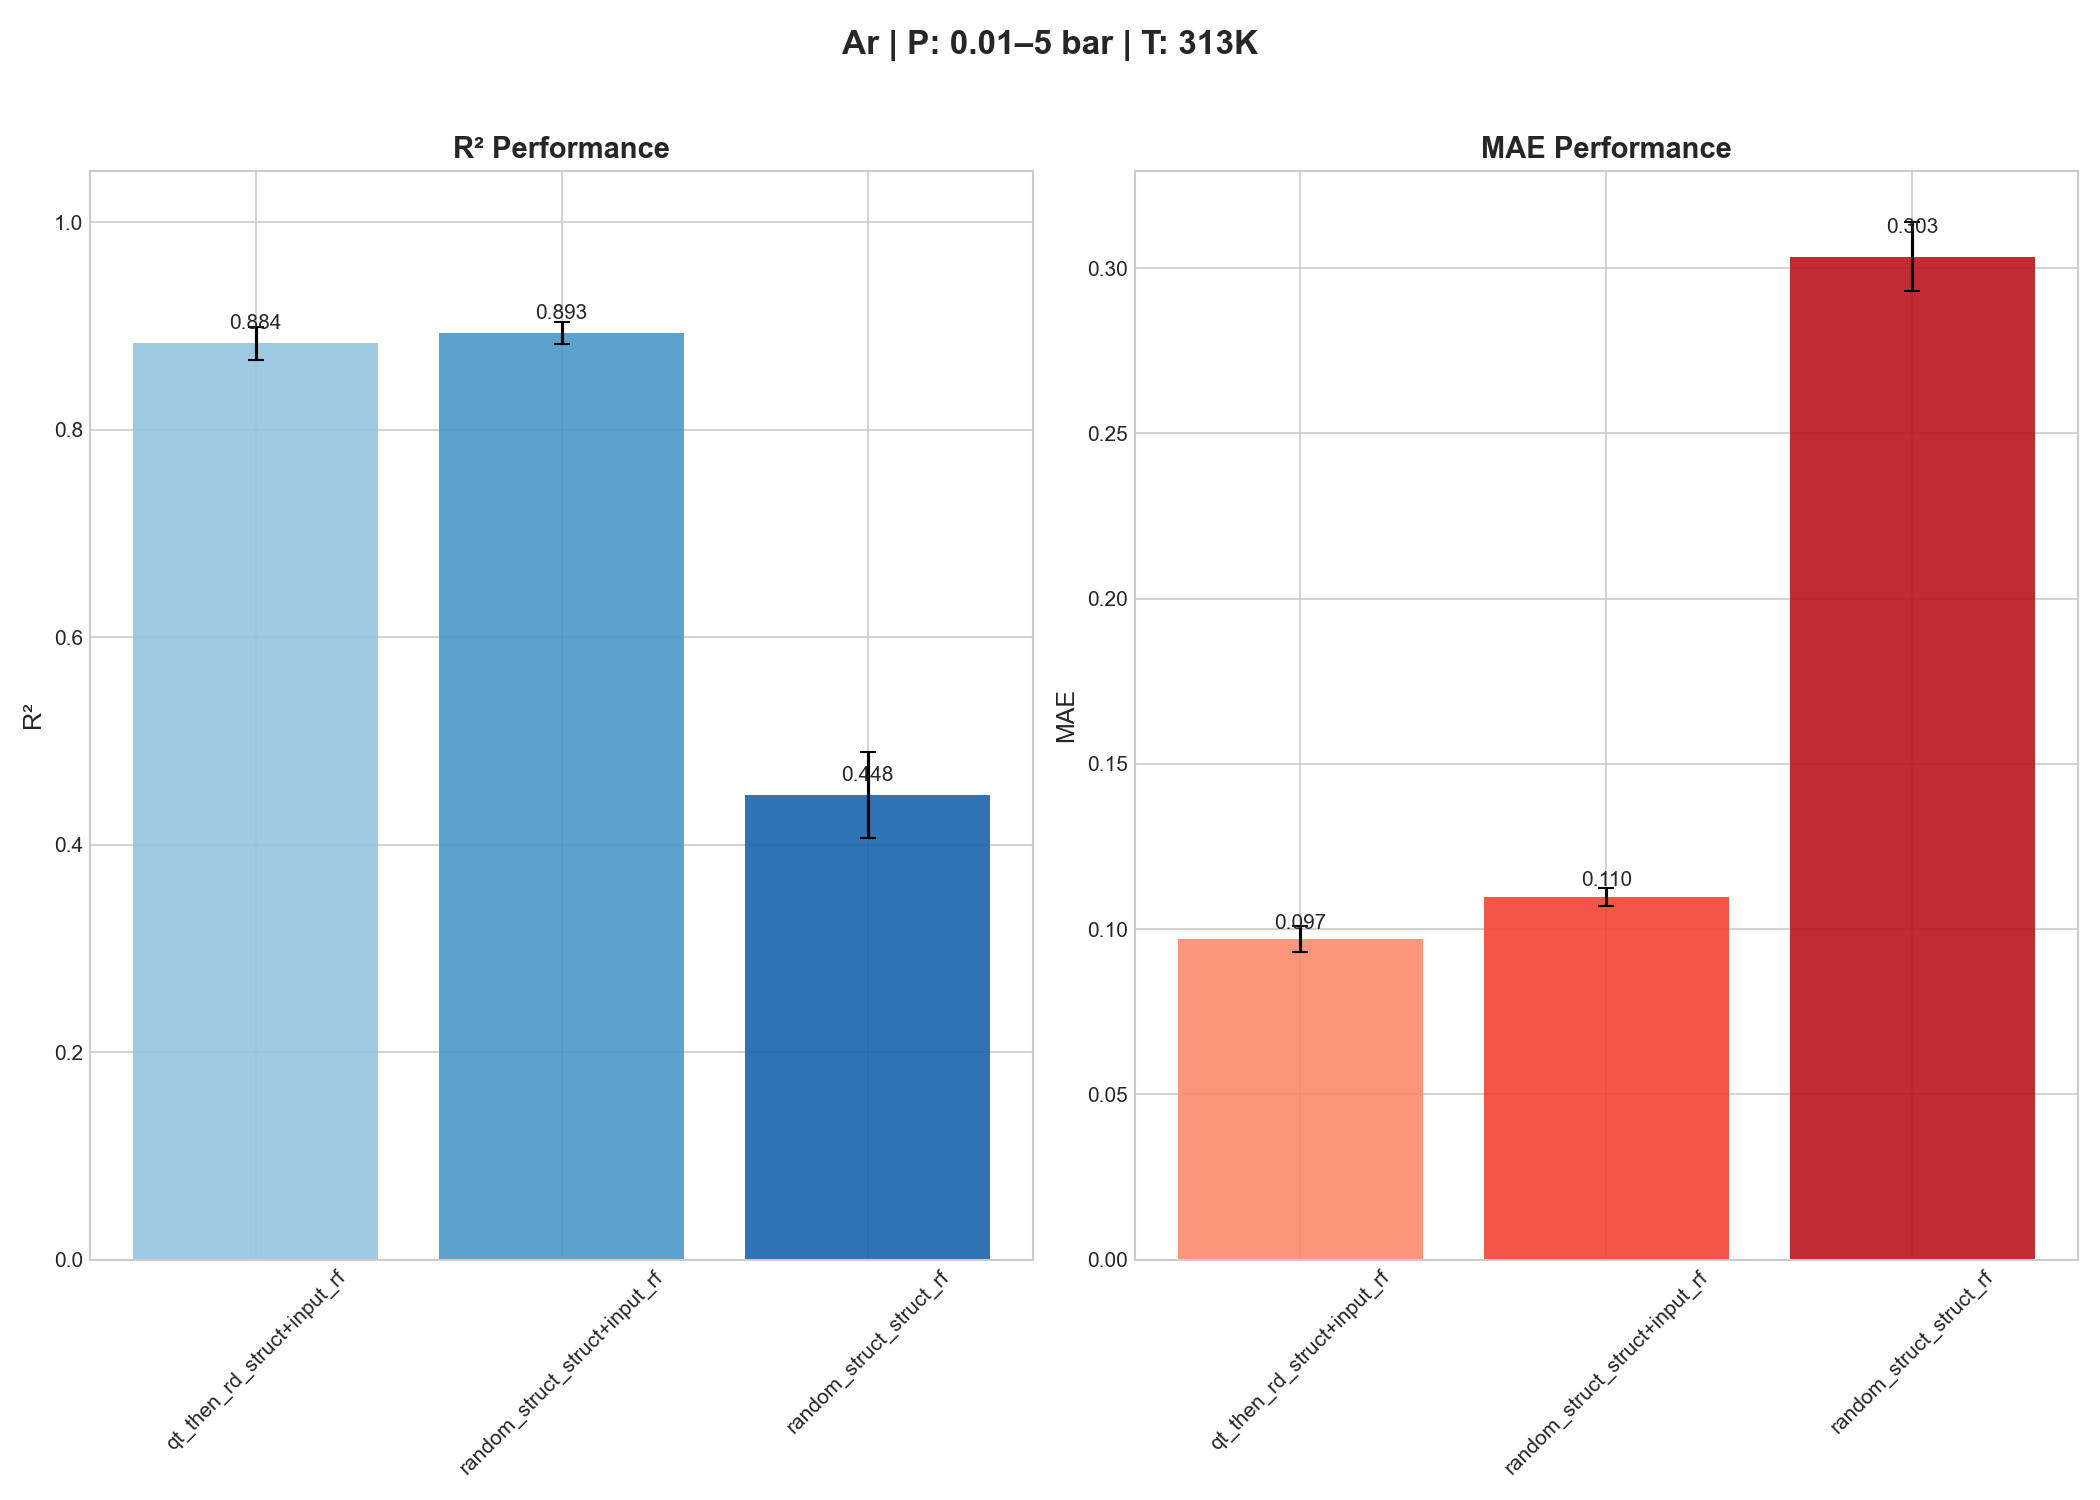 Ar | P: 0.01–5 bar | T: 313K
R² Performance
R²
1.0
0.8
0.6
0.4
0.2
0.0
0.884
0.893
0.448
qt_then_rd_struct+input_rf
random_struct_struct+input_rf
random_struct_struct_rf
MAE Performance
MAE
0.30
0.25
0.20
0.15
0.10
0.05
0.00
0.097
0.110
0.303
qt_then_rd_struct+input_rf
random_struct_struct+input_rf
random_struct_struct_rf